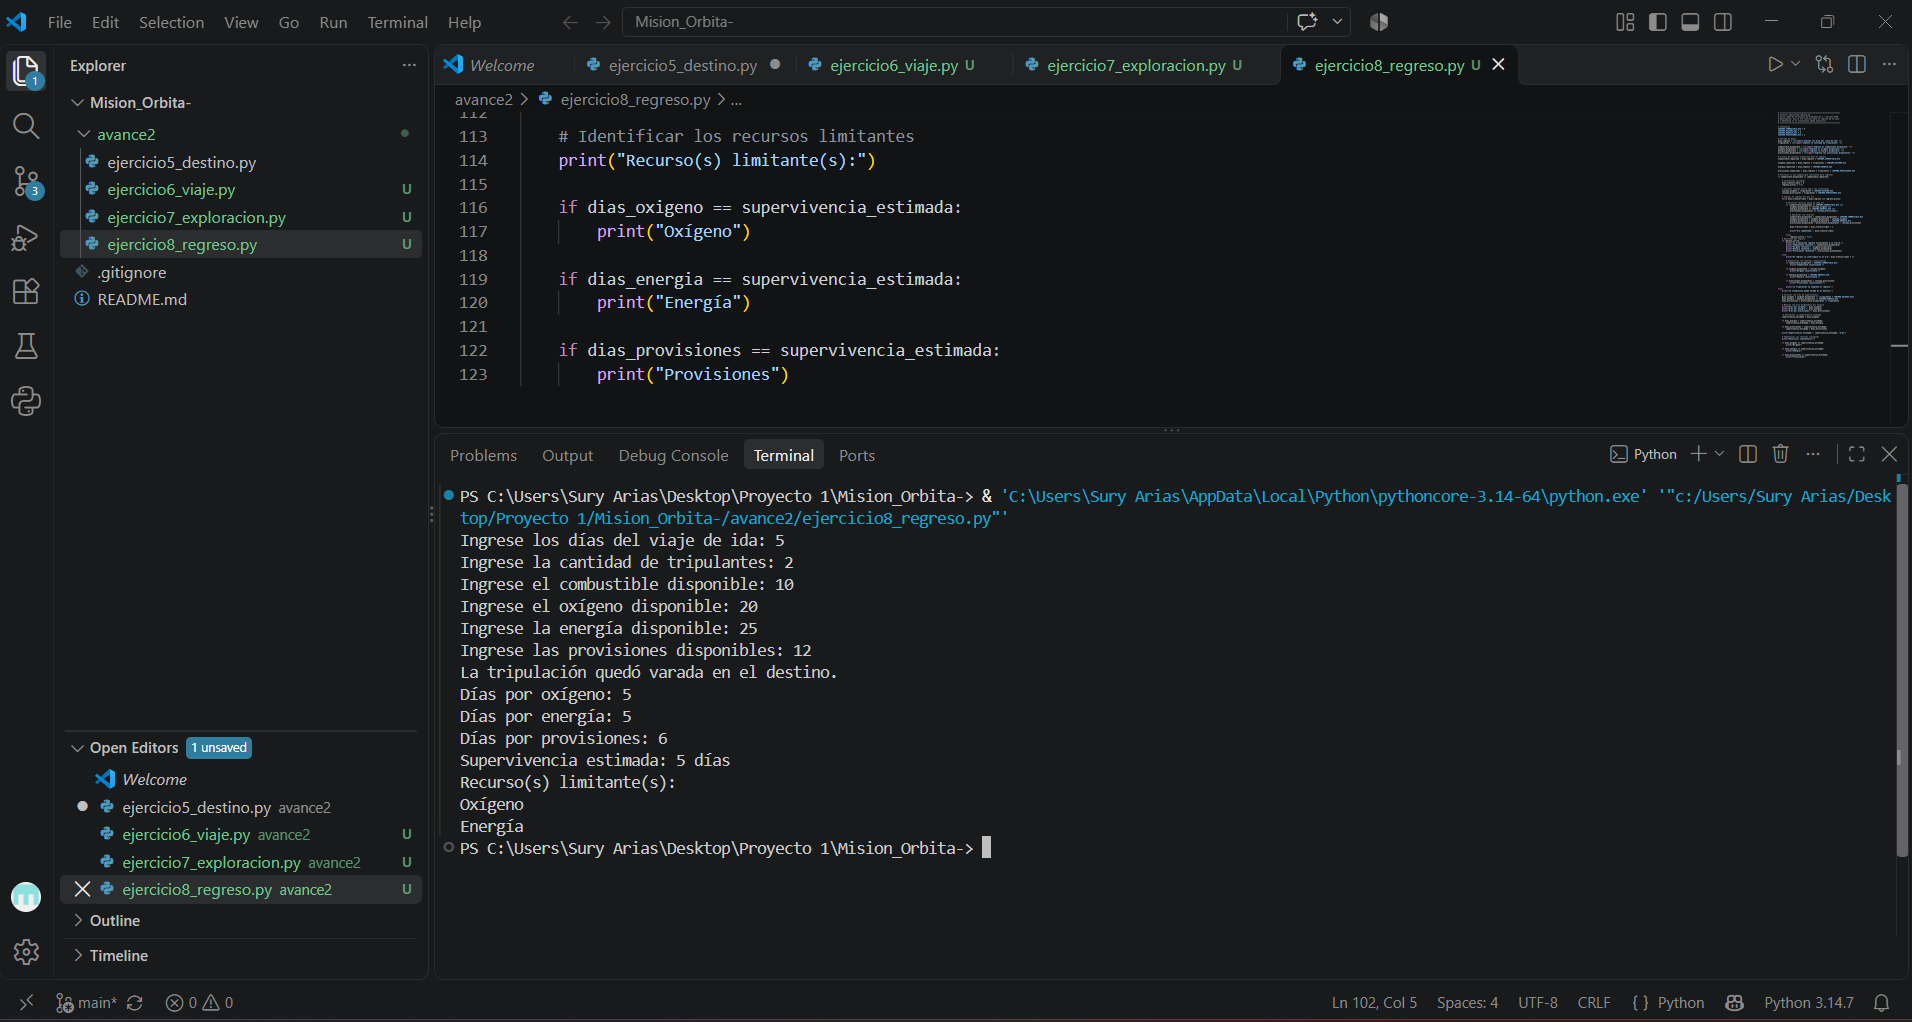 File Edit Selection View Go Run Terminal Help
Mision_Orbita-
Explorer
Mision_Orbita-
avance2
ejercicio5_destino.py
ejercicio6_viaje.py U
ejercicio7_exploracion.py U
ejercicio8_regreso.py U
.gitignore
README.md
Open Editors 1 unsaved
Welcome
ejercicio5_destino.py avance2
ejercicio6_viaje.py avance2 U
ejercicio7_exploracion.py avance2 U
ejercicio8_regreso.py avance2 U
Outline
Timeline
1
3
Welcome ejercicio5_destino.py ejercicio6_viaje.py U ejercicio7_exploracion.py U ejercicio8_regreso.py U
avance2 > ejercicio8_regreso.py > ...
112
113 # Identificar los recursos limitantes
114 print("Recurso(s) limitante(s):")
115
116 if dias_oxigeno == supervivencia_estimada:
117 print("Oxígeno")
118
119 if dias_energia == supervivencia_estimada:
120 print("Energía")
121
122 if dias_provisiones == supervivencia_estimada:
123 print("Provisiones")
Problems Output Debug Console Terminal Ports
Python
PS C:\Users\Sury Arias\Desktop\Proyecto 1\Mision_Orbita-> & 'C:\Users\Sury Arias\AppData\Local\Python\pythoncore-3.14-64\python.exe' '"c:/Users/Sury Arias/Desk
top/Proyecto 1/Mision_Orbita-/avance2/ejercicio8_regreso.py"'
Ingrese los días del viaje de ida: 5
Ingrese la cantidad de tripulantes: 2
Ingrese el combustible disponible: 10
Ingrese el oxígeno disponible: 20
Ingrese la energía disponible: 25
Ingrese las provisiones disponibles: 12
La tripulación quedó varada en el destino.
Días por oxígeno: 5
Días por energía: 5
Días por provisiones: 6
Supervivencia estimada: 5 días
Recurso(s) limitante(s):
Oxígeno
Energía
PS C:\Users\Sury Arias\Desktop\Proyecto 1\Mision_Orbita->
main* 0 0
Ln 102, Col 5 Spaces: 4 UTF-8 CRLF { } Python Python 3.14.7